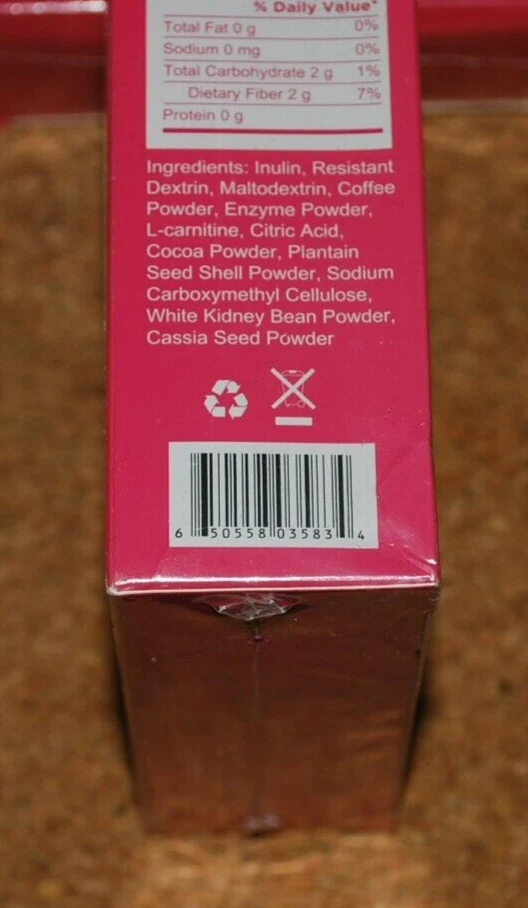 % Daily Value*
Total Fat 0 g 0%
Sodium 0 mg 0%
Total Carbohydrate 2 g 1%
Dietary Fiber 2 g 7%
Protein 0 g
Ingredients: Inulin, Resistant
Dextrin, Maltodextrin, Coffee
Powder, Enzyme Powder,
L-carnitine, Citric Acid,
Cocoa Powder, Plantain
Seed Shell Powder, Sodium
Carboxymethyl Cellulose,
White Kidney Bean Powder,
Cassia Seed Powder
6 50558 03583 4